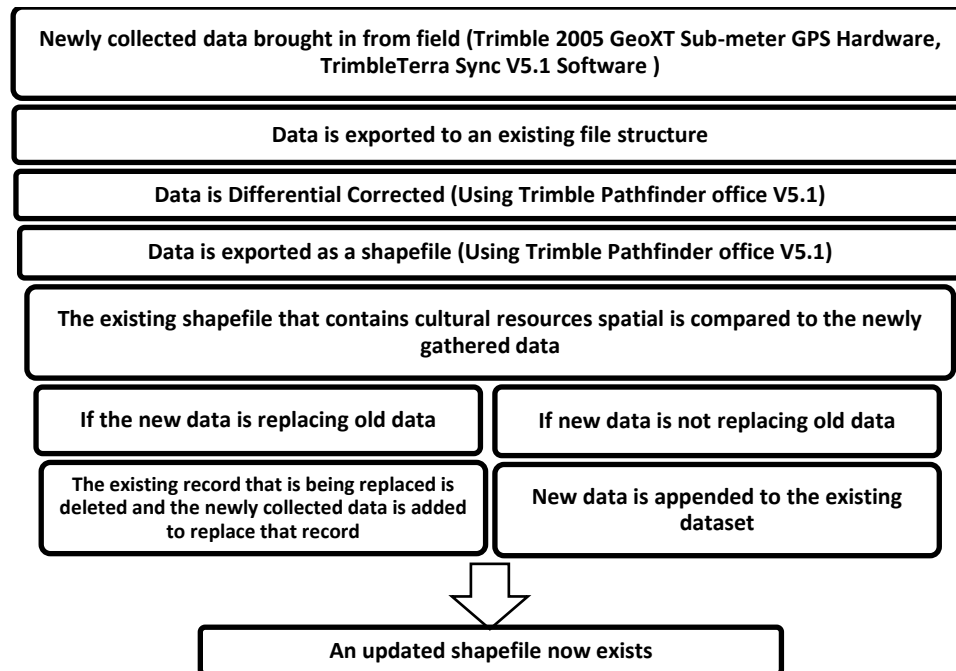 Newly collected data brought in from field (Trimble 2005 GeoXT Sub-meter GPS Hardware,
TrimbleTerra Sync V5.1 Software )
Data is exported to an existing file structure
Data is Differential Corrected (Using Trimble Pathfinder office V5.1)
Data is exported as a shapefile (Using Trimble Pathfinder office V5.1)
The existing shapefile that contains cultural resources spatial is compared to the newly
gathered data
If the new data is replacing old data
If new data is not replacing old data
The existing record that is being replaced is
deleted and the newly collected data is added
to replace that record
New data is appended to the existing
dataset
An updated shapefile now exists